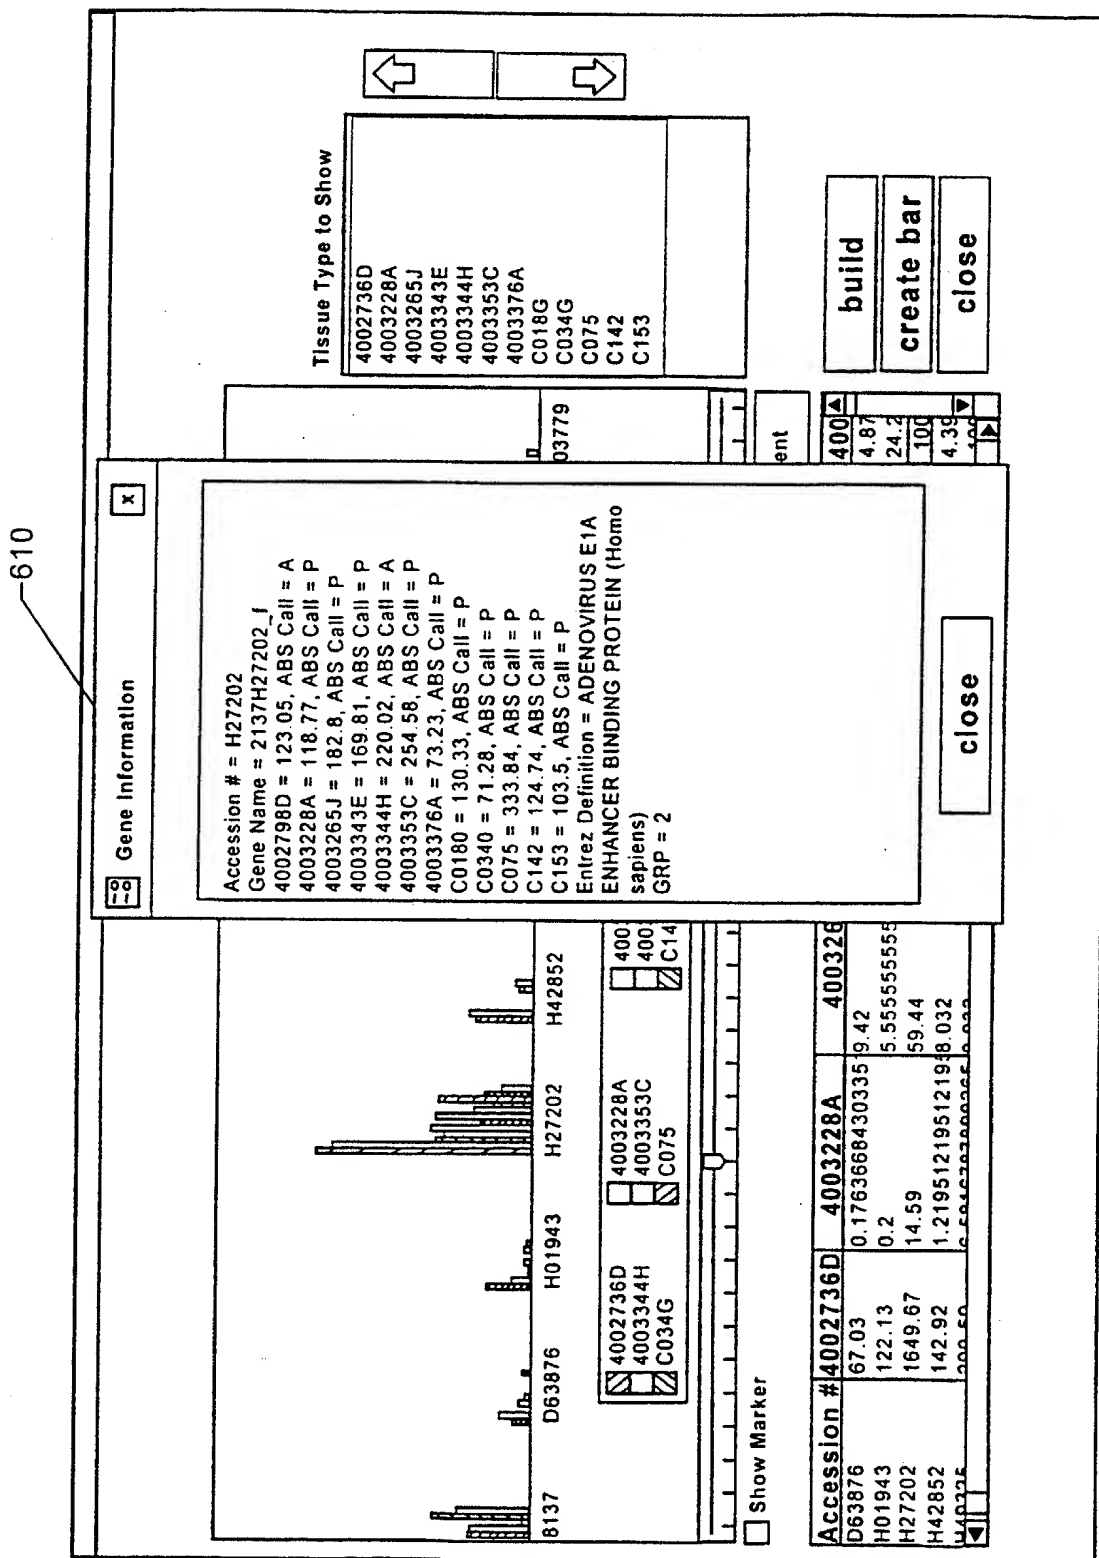 610
Gene Information
x
Accession # = H27202
Gene Name = 2137H27202_f
4002798D = 123.05, ABS Call = A
4003228A = 118.77, ABS Call = P
4003265J = 182.8, ABS Call = P
4003343E = 169.81, ABS Call = P
4003344H = 220.02, ABS Call = A
4003353C = 254.58, ABS Call = P
4003376A = 73.23, ABS Call = P
C0180 = 130.33, ABS Call = P
C0340 = 71.28, ABS Call = P
C075 = 333.84, ABS Call = P
C142 = 124.74, ABS Call = P
C153 = 103.5, ABS Call = P
Entrez Definition = ADENOVIRUS E1A
ENHANCER BINDING PROTEIN (Homo
sapiens)
GRP = 2
close
Tissue Type to Show
4002736D
4003228A
4003265J
4003343E
4003344H
4003353C
4003376A
C018G
C034G
C075
C142
C153
8137 D63876 H01943 H27202 H42852 03779
4002736D 4003228A 400
4003344H 4003353C 400
C034G C075 C14
ent
Show Marker
Accession # 4002736D 4003228A 400326 400
D63876 67.03 0.17636684303351 9.42 4.87
H01943 122.13 0.2 5.5555555555 24.2
H27202 1649.67 14.59 59.44 100
H42852 142.92 1.2195121951219518 8.032 4.39
build
create bar
close